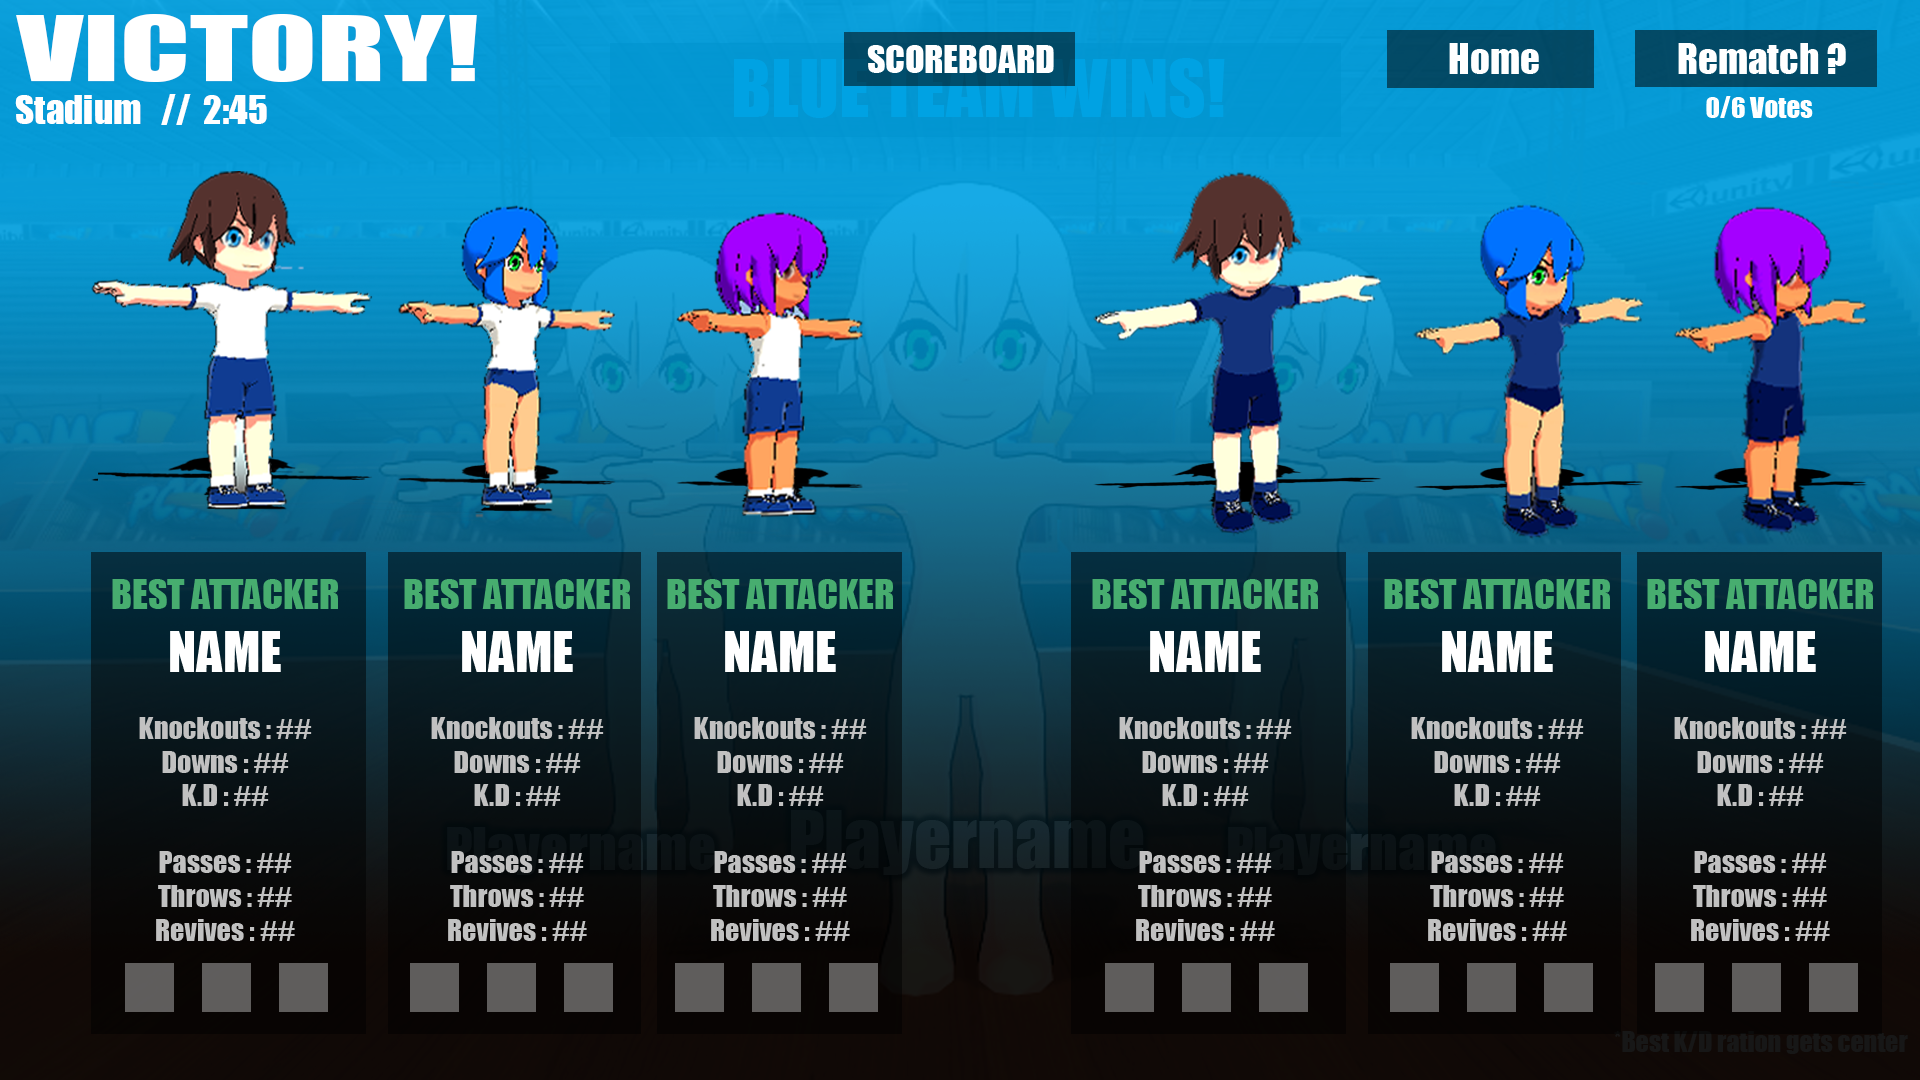 VICTORY!
Stadium // 2:45
SCOREBOARD
BLUE TEAM WINS!
Home
Rematch ?
0/6 Votes
unity
BEST ATTACKER
NAME
Knockouts : ##
Downs : ##
K.D : ##
Passes : ##
Throws : ##
Revives : ##
BEST ATTACKER
NAME
Knockouts : ##
Downs : ##
K.D : ##
Passes : ##
Throws : ##
Revives : ##
BEST ATTACKER
NAME
Knockouts : ##
Downs : ##
K.D : ##
Passes : ##
Throws : ##
Revives : ##
BEST ATTACKER
NAME
Knockouts : ##
Downs : ##
K.D : ##
Passes : ##
Throws : ##
Revives : ##
BEST ATTACKER
NAME
Knockouts : ##
Downs : ##
K.D : ##
Passes : ##
Throws : ##
Revives : ##
BEST ATTACKER
NAME
Knockouts : ##
Downs : ##
K.D : ##
Passes : ##
Throws : ##
Revives : ##
Playername
Playername
Playername
*Best K/D ration gets center